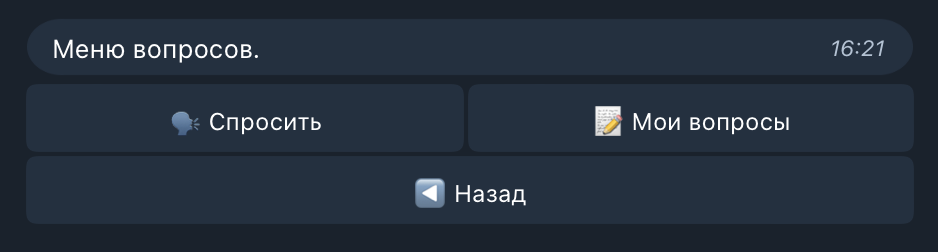 Меню вопросов.
16:21
🗣 Спросить
📝 Мои вопросы
◀️ Назад